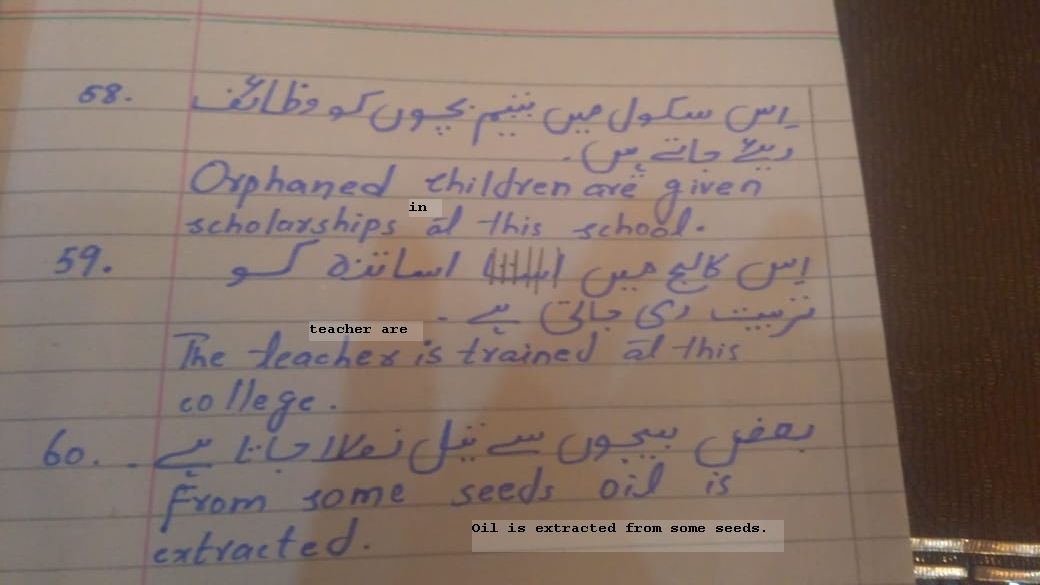 58. اِس سکول میں یتیم بچوں کو وظائف
دیئے جاتے ہیں.
Orphaned children are given
in
scholarships at this school.
59. اِس کالج میں اساتذہ کو
تربیت دی جاتی ہے.
teacher are
The teacher is trained at this
college.
60. بعض بیجوں سے تیل نکالا جاتا ہے.
From some seeds oil is
Oil is extracted from some seeds.
extracted.